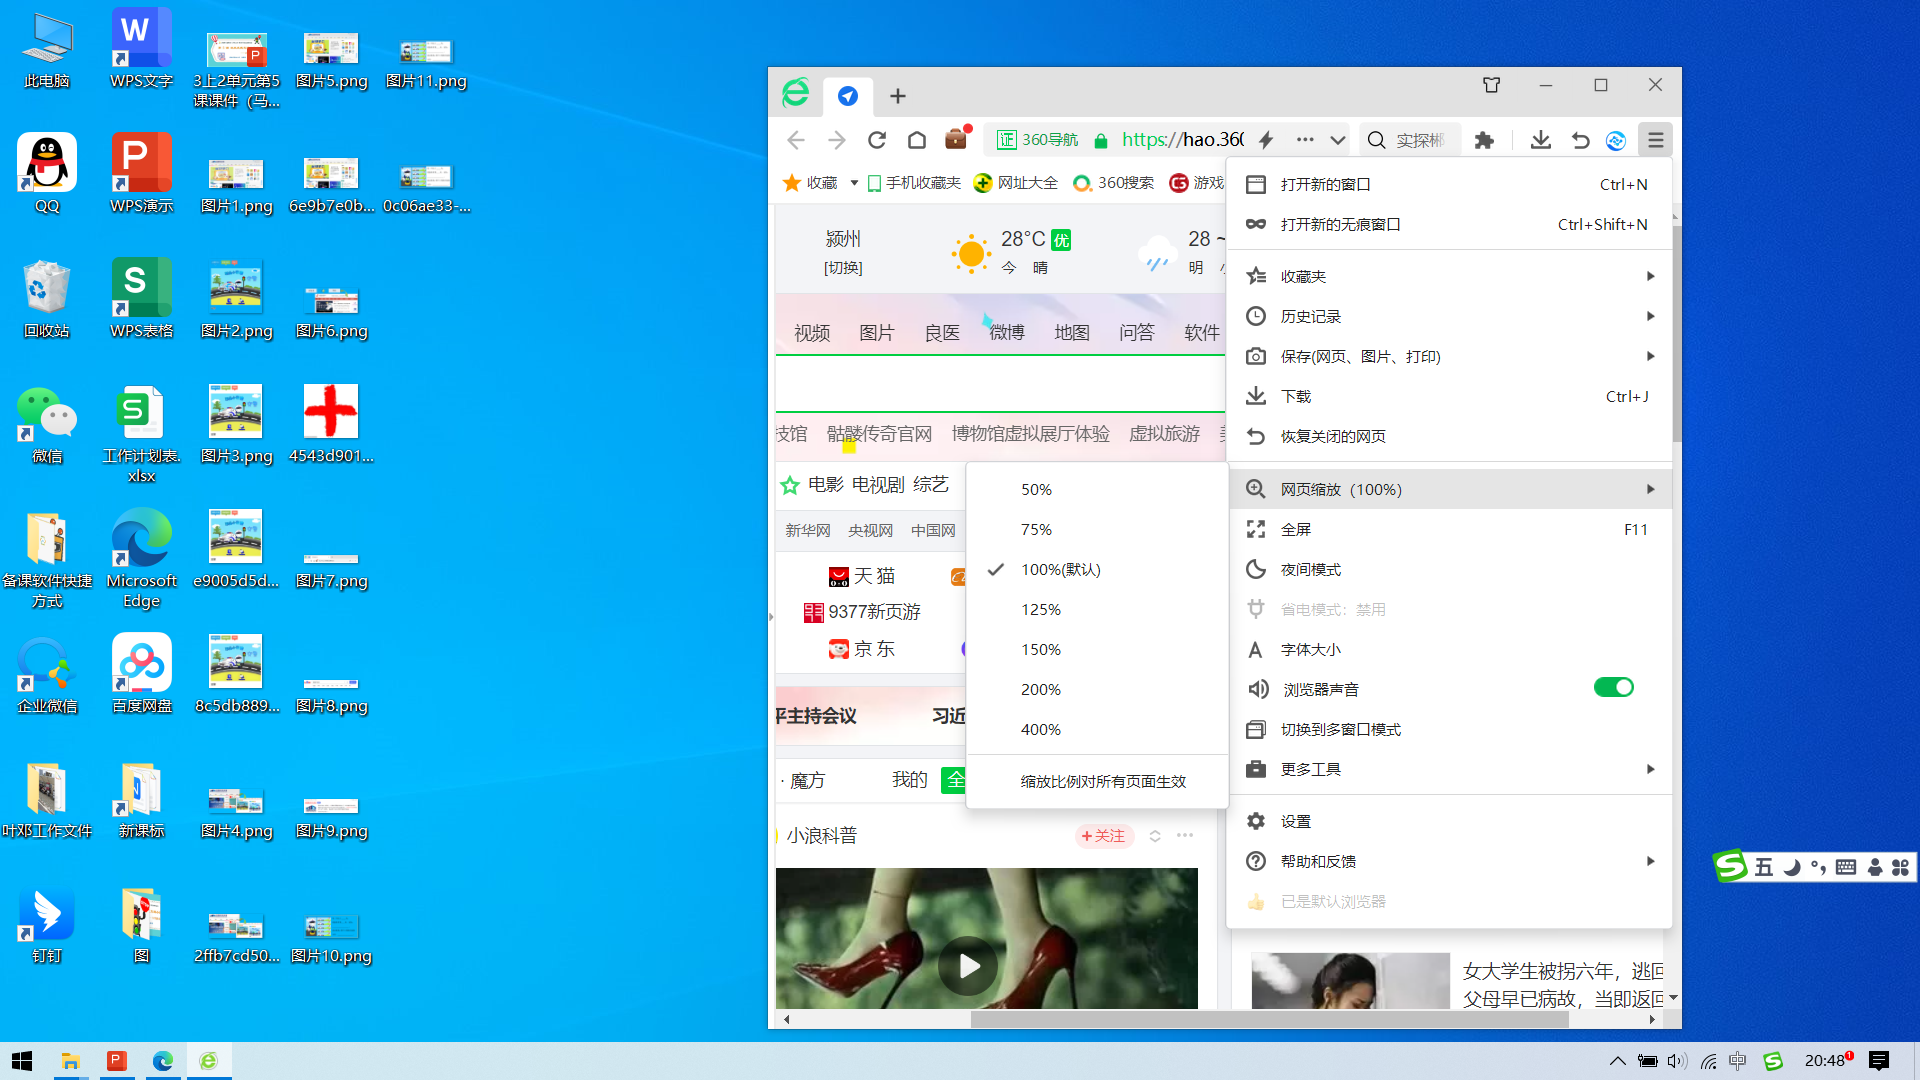 此电脑
WPS文字
3上2单元第5
课课件（马...
图片5.png
图片11.png
QQ
WPS演示
图片1.png
6e9b7e0b...
0c06ae33-...
回收站
WPS表格
图片2.png
图片6.png
微信
工作计划表.
xlsx
图片3.png
4543d901...
备课软件快捷
方式
Microsoft
Edge
e9005d5d...
图片7.png
企业微信
百度网盘
8c5db889...
图片8.png
叶邓工作文件
新课标
图片4.png
图片9.png
钉钉
图
2ffb7cd50...
图片10.png
证 360导航 https://hao.360
实探郴
收藏 手机收藏夹 网址大全 360搜索 游戏
颍州
[切换]
28°C 优
今 晴
28 ~
明
视频 图片 良医 微博 地图 问答 软件
技馆 骷髅传奇官网 博物馆虚拟展厅体验 虚拟旅游
电影 电视剧 综艺
新华网 央视网 中国网
天 猫
9377新页游
京 东
平主持会议 习近
· 魔方 我的 全
小浪科普 +关注
50%
75%
100%(默认)
125%
150%
200%
400%
缩放比例对所有页面生效
打开新的窗口 Ctrl+N
打开新的无痕窗口 Ctrl+Shift+N
收藏夹
历史记录
保存(网页、图片、打印)
下载 Ctrl+J
恢复关闭的网页
网页缩放（100%）
全屏 F11
夜间模式
省电模式：禁用
字体大小
浏览器声音
切换到多窗口模式
更多工具
设置
帮助和反馈
已是默认浏览器
女大学生被拐六年，逃回
父母早已病故，当即返回
五
中
20:48
1